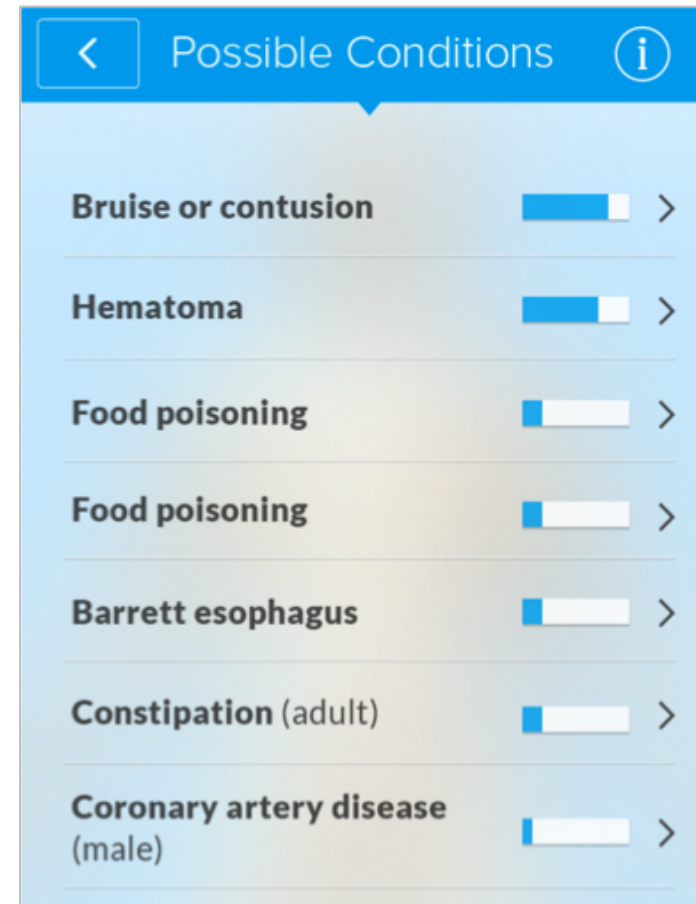 Possible Conditions
i
Bruise or contusion
Hematoma
Food poisoning
Food poisoning
Barrett esophagus
Constipation (adult)
Coronary artery disease
(male)